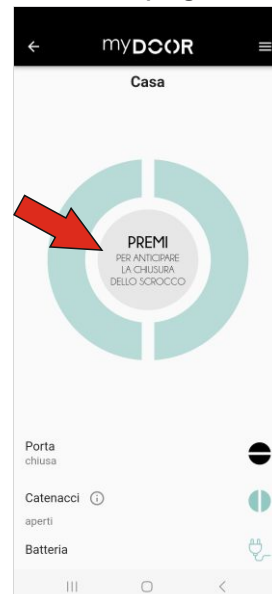 myDOOR
Casa
PREMI
PER ANTICIPARE
LA CHIUSURA
DELLO SCROCCO
Porta
chiusa
Catenacci
aperti
Batteria